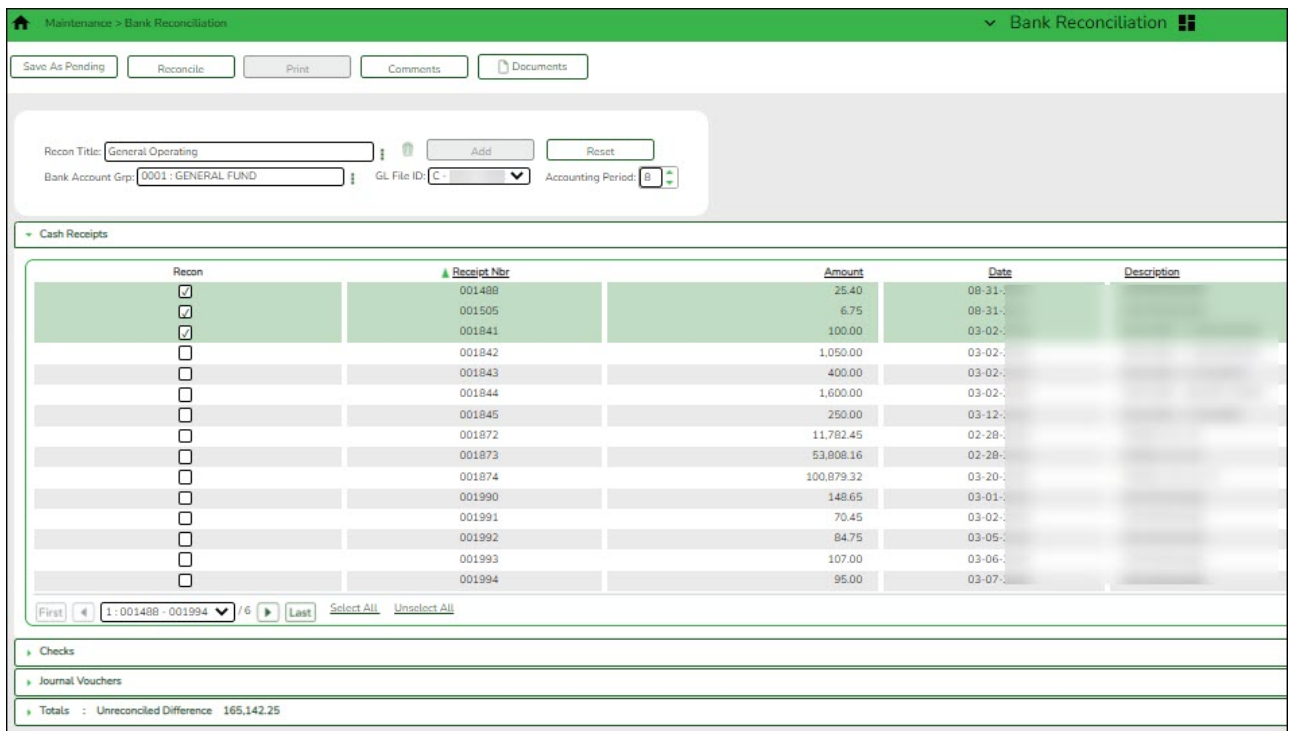 Maintenance > Bank Reconciliation
Bank Reconciliation
Save As Pending Reconcile Print Comments Documents
Recon Title: General Operating Add Reset
Bank Account Grp: 0001 : GENERAL FUND GL File ID: C - Accounting Period: 8
Cash Receipts
Recon Receipt Nbr Amount Date Description
001488 25.40 08-31-
001505 6.75 08-31-
001841 100.00 03-02-
001842 1,050.00 03-02-
001843 400.00 03-02-
001844 1,600.00 03-02-
001845 250.00 03-12-
001872 11,782.45 02-28-
001873 53,808.16 02-28-
001874 100,879.32 03-20-
001990 148.65 03-01-
001991 70.45 03-02-
001992 84.75 03-05-
001993 107.00 03-06-
001994 95.00 03-07-
First 1 : 001488 - 001994 / 6 Last Select All Unselect All
Checks
Journal Vouchers
Totals : Unreconciled Difference 165,142.25